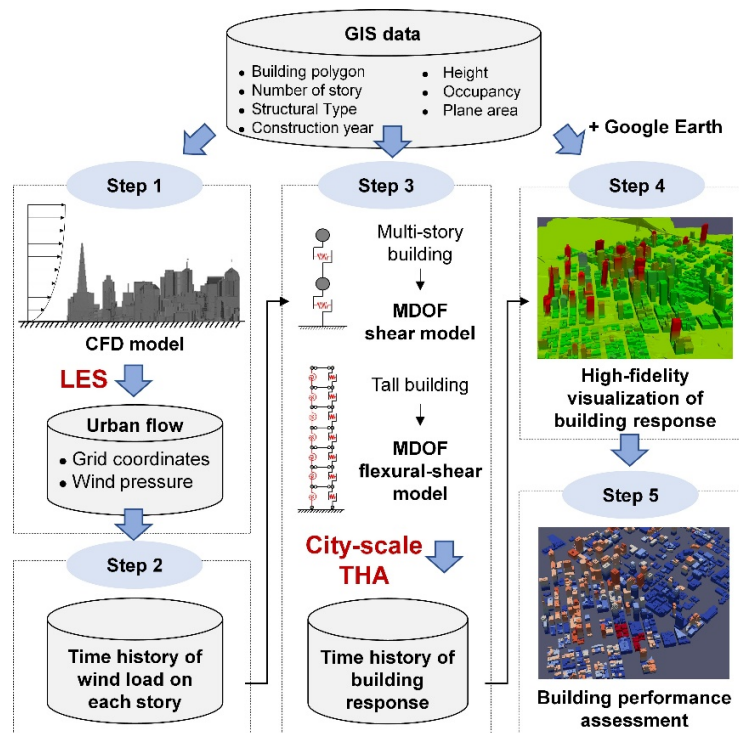 GIS data
• Building polygon
• Number of story
• Structural Type
• Construction year
• Height
• Occupancy
• Plane area
+ Google Earth
Step 1
CFD model
LES
Urban flow
• Grid coordinates
• Wind pressure
Step 2
Time history of
wind load on
each story
Step 3
Multi-story
building
MDOF
shear model
Tall building
MDOF
flexural-shear
model
City-scale
THA
Time history of
building
response
Step 4
High-fidelity
visualization of
building response
Step 5
Building performance
assessment